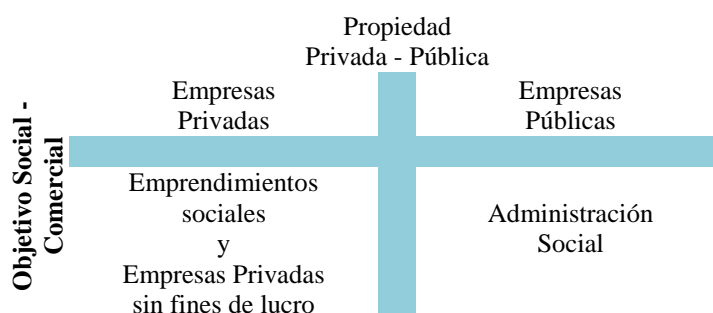 Propiedad
Privada - Pública
Empresas
Privadas
Empresas
Públicas
Objetivo Social -
Comercial
Emprendimientos
sociales
y
Empresas Privadas
sin fines de lucro
Administración
Social